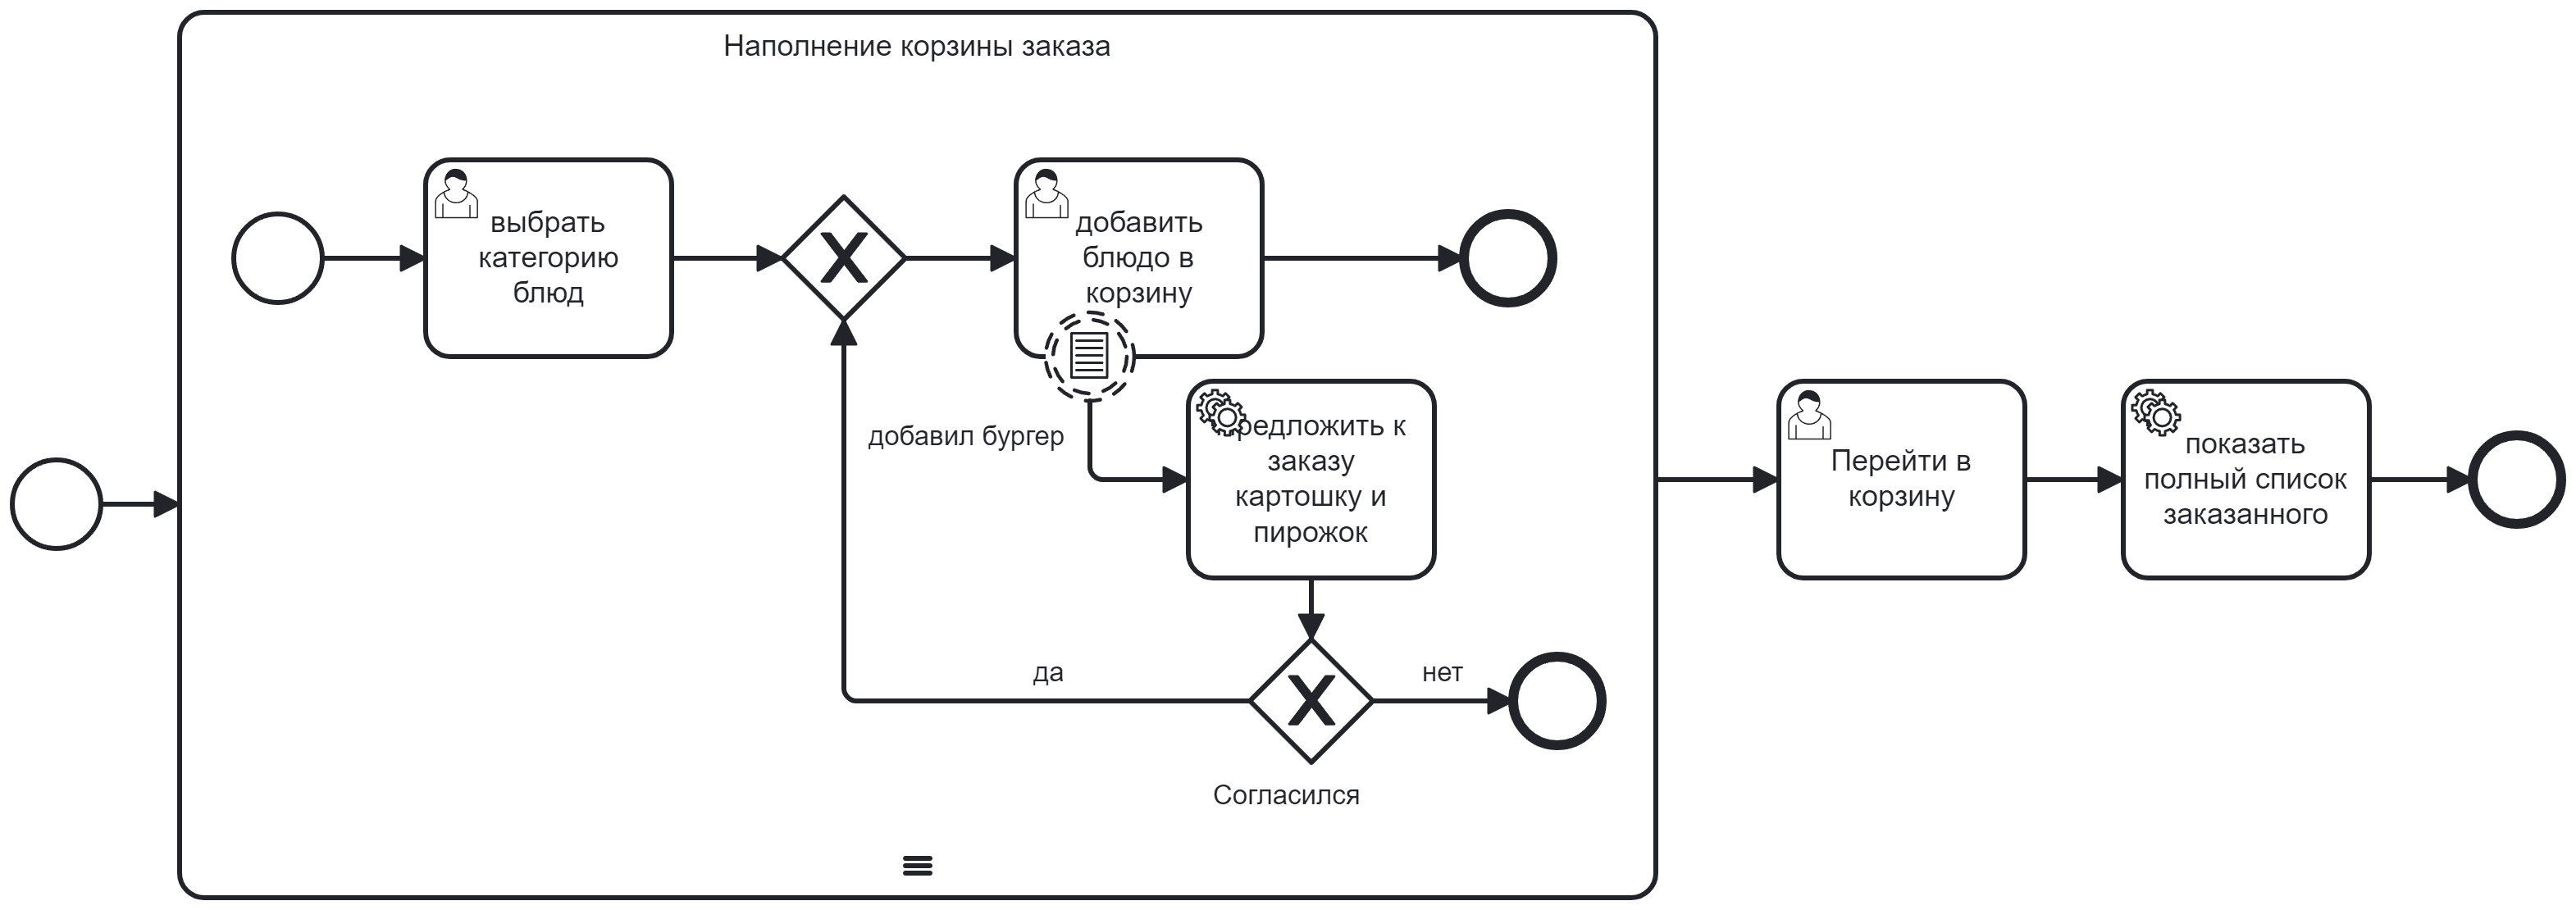 Наполнение корзины заказа
выбрать
категорию
блюд
добавить
блюдо в
корзину
добавил бургер
редложить к
заказу
картошку и
пирожок
да
нет
Согласился
Перейти в
корзину
показать
полный список
заказанного